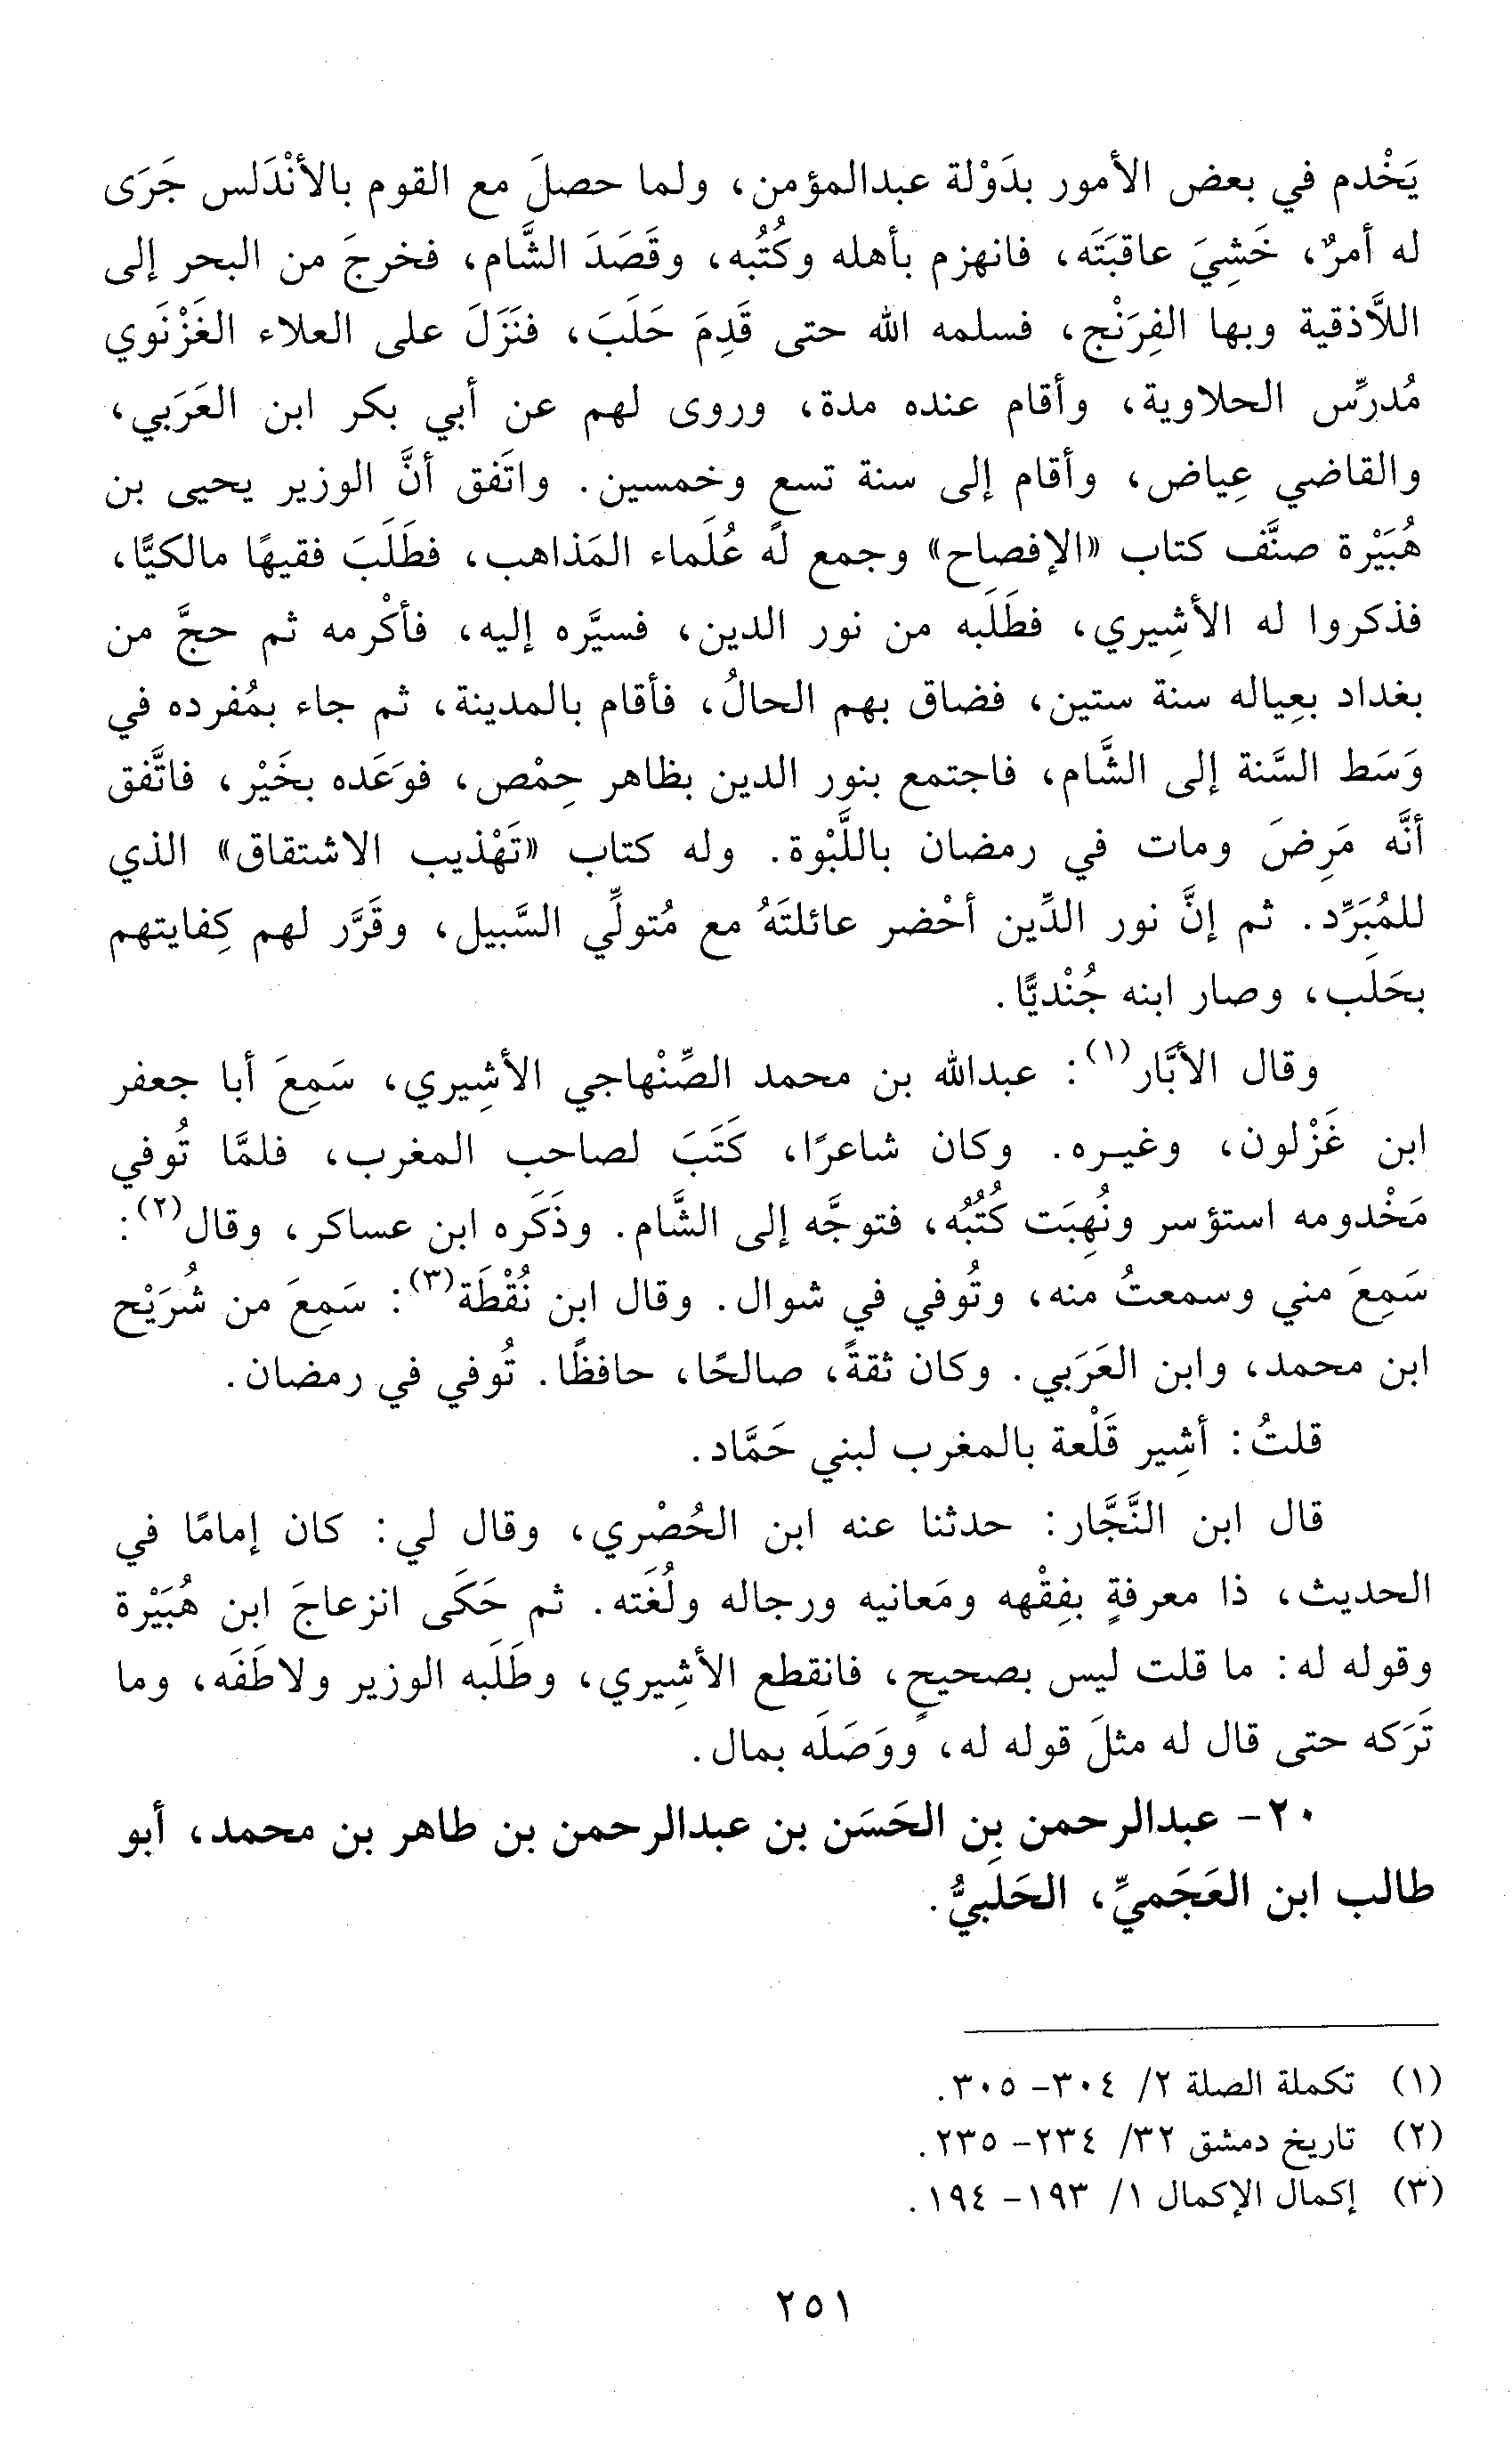 يَخْدم في بعض الأمور بدَوْلة عبدالمؤمن، ولما حصلَ مع القوم بالأنْدَلس جَرَى
له أمرٌ، خَشِيَ عاقبَتَه، فانهزم بأهله وكُتُبه، وقَصَدَ الشَّام، فخرجَ من البحر إلى
اللاَّذقية وبها الفِرَنْج، فسلمه الله حتى قَدِمَ حَلَبَ، فنَزَلَ على العلاء الغَزْنَوي
مُدرِّس الحلاوية، وأقام عنده مدة، وروى لهم عن أبي بكر ابن العَرَبي،
والقاضي عِياض، وأقام إلى سنة تسع وخمسين. واتَفق أنَّ الوزير يحيى بن
هُبَيْرة صنَّف كتاب «الإفصاح» وجمع له عُلَماء المَذاهب، فطَلَبَ فقيهًا مالكيًّا،
فذكروا له الأشِيري، فطَلَبه من نور الدين، فسيَّره إليه، فأكْرمه ثم حجَّ من
بغداد بعِياله سنة ستين، فضاق بهم الحالُ، فأقام بالمدينة، ثم جاء بمُفرده في
وَسَط السَّنة إلى الشَّام، فاجتمع بنور الدين بظاهر حِمْص، فوَعَده بخَيْر، فاتَّفق
أنَّه مَرِضَ ومات في رمضان باللَّبْوة. وله كتاب «تَهْذيب الاشتقاق» الذي
للمُبَرِّد. ثم إنَّ نور الدِّين أحْضر عائلتَهُ مع مُتولِّي السَّبيل، وقَرَّر لهم كِفايتهم
بحَلَب، وصار ابنه جُنْديًّا.
وقال الأبَّار(١): عبدالله بن محمد الصِّنْهاجي الأشِيري، سَمِعَ أبا جعفر
ابن غَزْلون، وغيره. وكان شاعرًا، كَتَبَ لصاحب المغرب، فلمَّا تُوفي
مَخْدومه استؤسر ونُهِبَت كُتُبُه، فتوجَّه إلى الشَّام. وذَكَره ابن عساكر، وقال(٢):
سَمِعَ مني وسمعتُ منه، وتُوفي في شوال. وقال ابن نُقْطَة(٣): سَمِعَ من شُرَيْح
ابن محمد، وابن العَرَبي. وكان ثقةً، صالحًا، حافظًا. تُوفي في رمضان.
قلتُ: أشِير قَلْعة بالمغرب لبني حَمَّاد.
قال ابن النَّجَّار: حدثنا عنه ابن الحُصْري، وقال لي: كان إمامًا في
الحديث، ذا معرفةٍ بفِقْهه ومَعانيه ورجاله ولُغَته. ثم حَكَى انزعاجَ ابن هُبَيْرة
وقوله له: ما قلت ليس بصحيحٍ، فانقطع الأشِيري، وطَلَبه الوزير ولاطَفَه، وما
تَرَكه حتى قال له مثلَ قوله له، ووَصَلَه بمال.
٢٠- عبدالرحمن بن الحَسَن بن عبدالرحمن بن طاهر بن محمد، أبو
طالب ابن العَجَميِّ، الحَلَبيُّ.
(١) تكملة الصلة ٢/ ٣٠٤- ٣٠٥.
(٢) تاريخ دمشق ٣٢/ ٢٣٤- ٢٣٥.
(٣) إكمال الإكمال ١/ ١٩٣- ١٩٤.
٢٥١